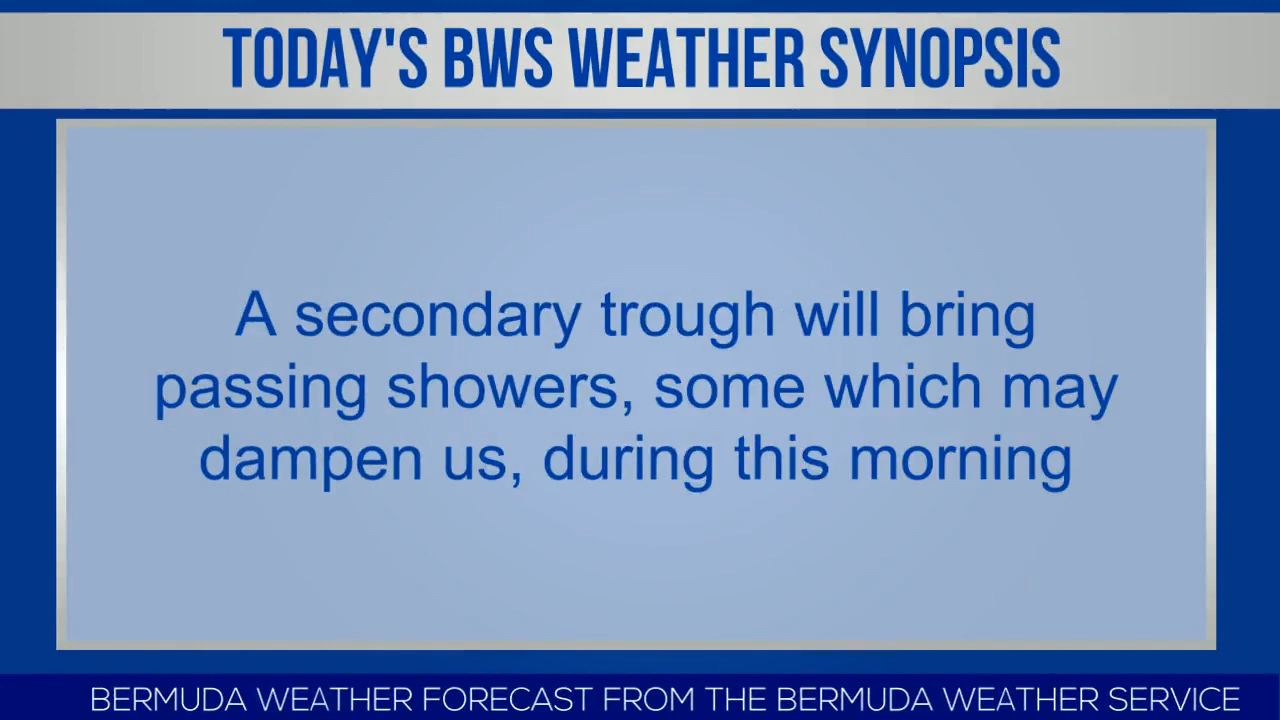 TODAY'S BWS WEATHER SYNOPSIS
A secondary trough will bring
passing showers, some which may
dampen us, during this morning
BERMUDA WEATHER FORECAST FROM THE BERMUDA WEATHER SERVICE